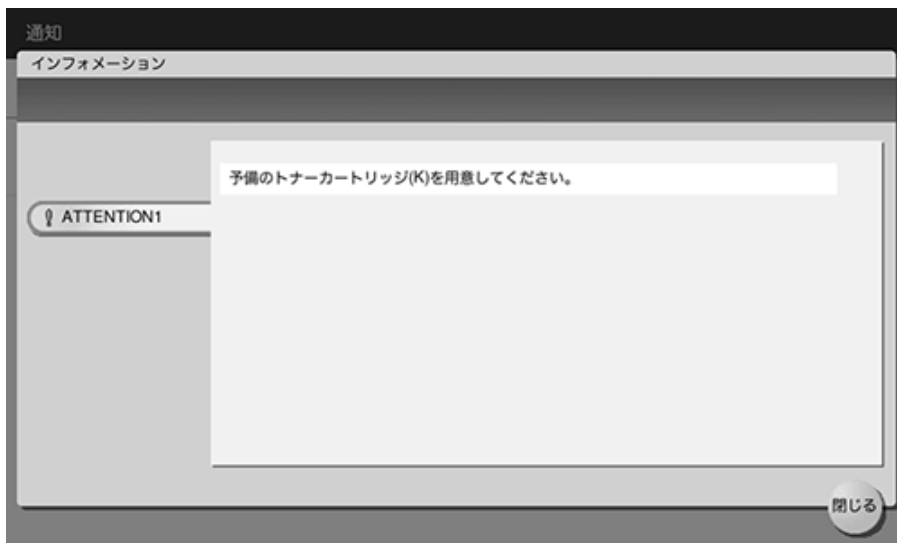 通知
インフォメーション
予備のトナーカートリッジ(K)を用意してください。
ATTENTION1
閉じる